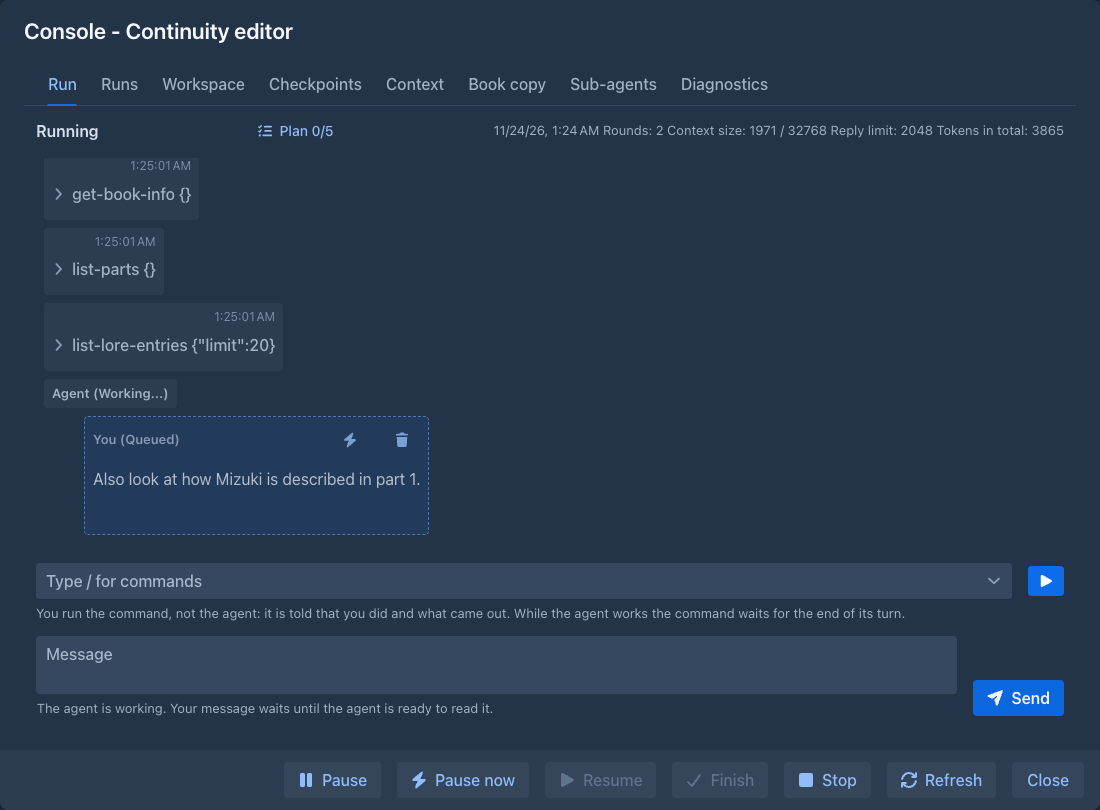 Console - Continuity editor
Run Runs Workspace Checkpoints Context Book copy Sub-agents Diagnostics
Running Plan 0/5 11/24/26, 1:24 AM Rounds: 2 Context size: 1971 / 32768 Reply limit: 2048 Tokens in total: 3865
1:25:01 AM
get-book-info {}
1:25:01 AM
list-parts {}
1:25:01 AM
list-lore-entries {"limit":20}
Agent (Working...)
You (Queued)
Also look at how Mizuki is described in part 1.
Type / for commands
You run the command, not the agent: it is told that you did and what came out. While the agent works the command waits for the end of its turn.
Message
Send
The agent is working. Your message waits until the agent is ready to read it.
Pause Pause now Resume Finish Stop Refresh Close